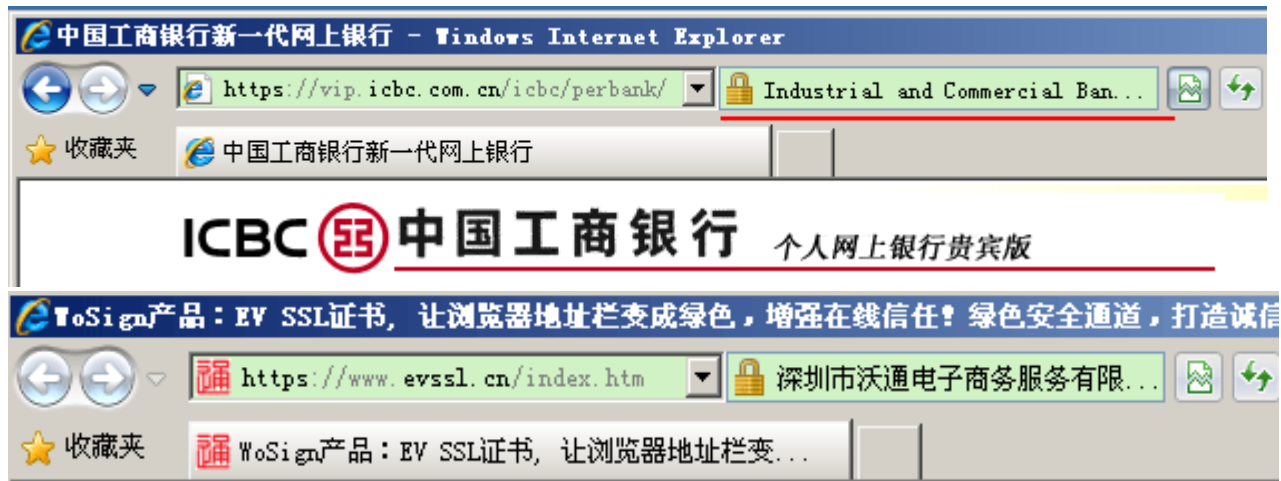 中国工商银行新一代网上银行 - Windows Internet Explorer
https://vip.icbc.com.cn/icbc/perbank/ Industrial and Commercial Ban...
收藏夹 中国工商银行新一代网上银行
ICBC 中国工商银行 个人网上银行贵宾版
WoSign产品：EV SSL证书，让浏览器地址栏变成绿色，增强在线信任！绿色安全通道，打造诚信
https://www.evssl.cn/index.htm 深圳市沃通电子商务服务有限...
收藏夹 WoSign产品：EV SSL证书，让浏览器地址栏变...